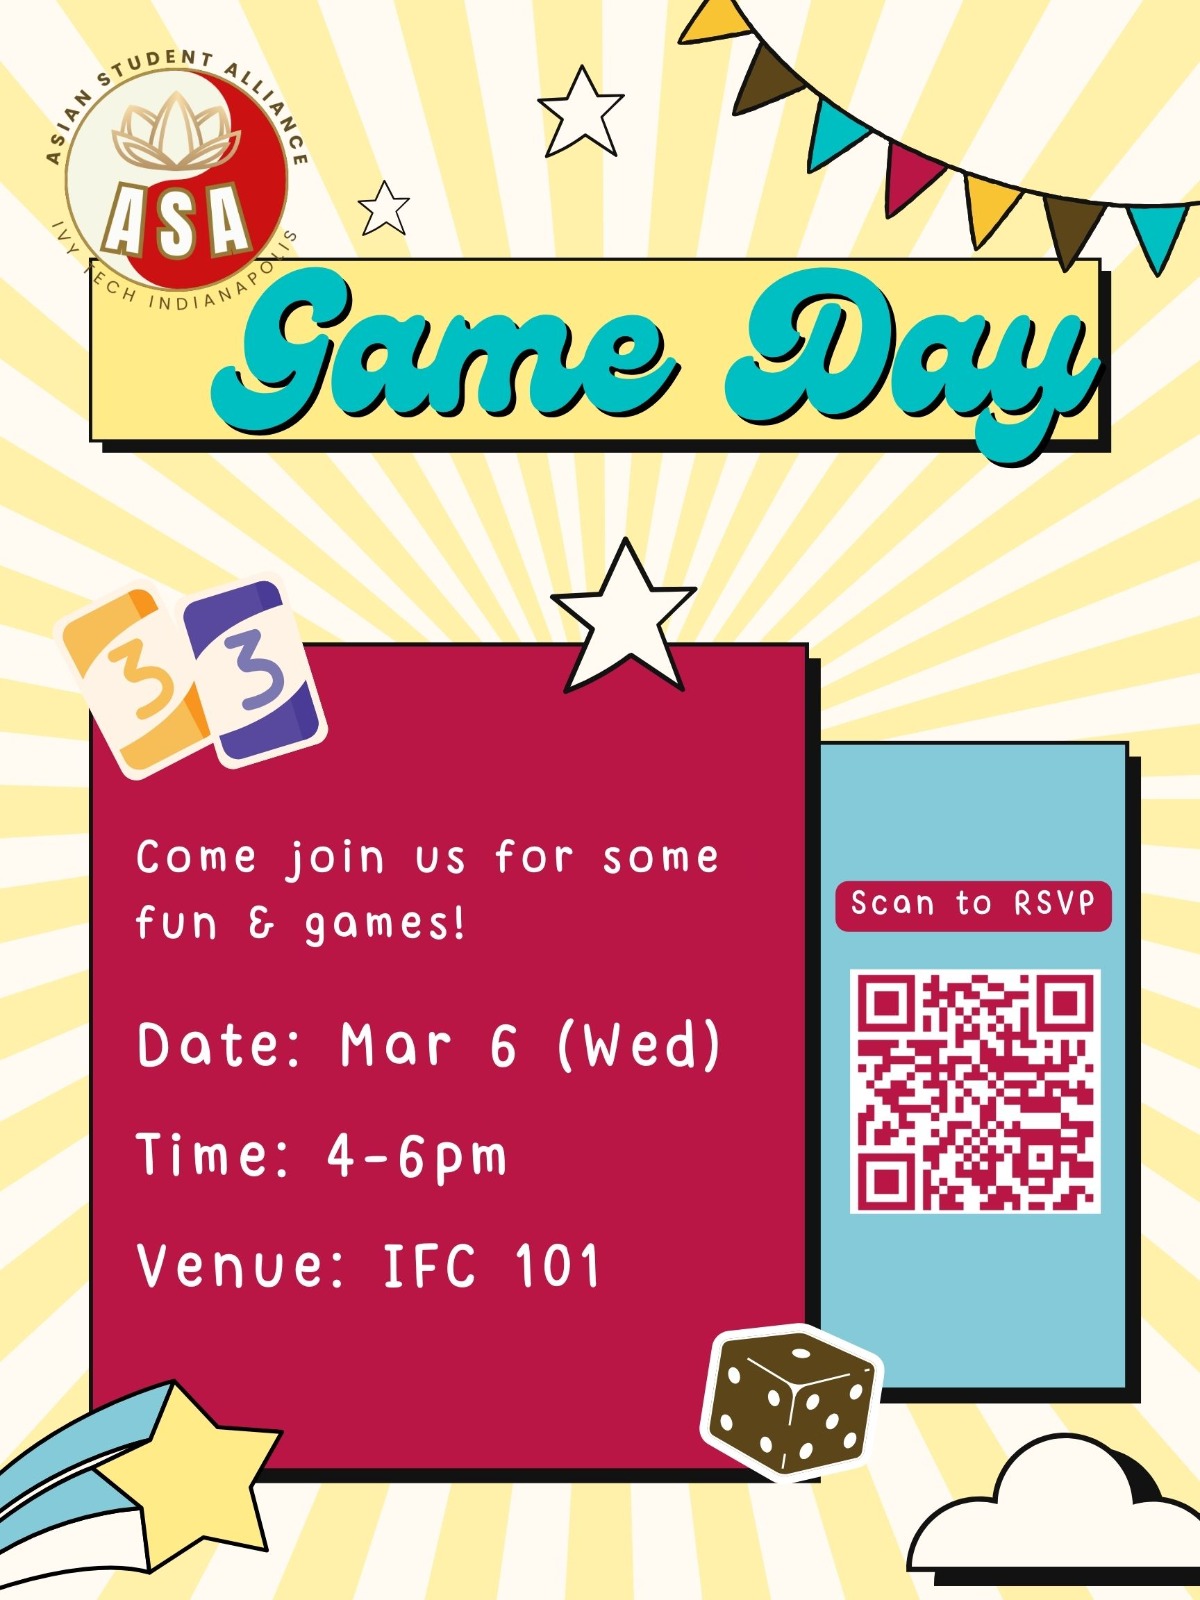 ASIAN STUDENT ALLIANCE
ASA
IVY TECH INDIANAPOLIS
Game Day
3 3
Come join us for some
fun & games!
Date: Mar 6 (Wed)
Time: 4-6pm
Venue: IFC 101
Scan to RSVP